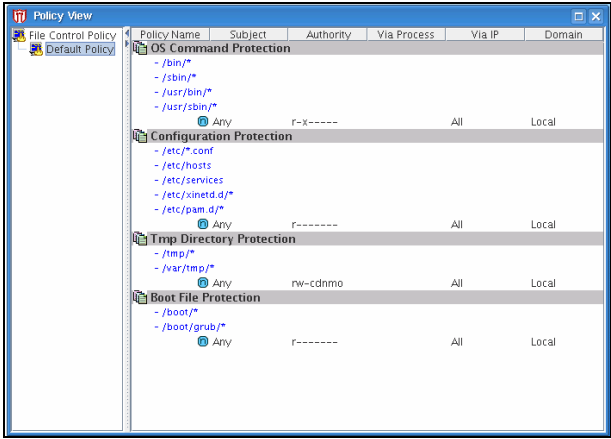 Policy View
File Control Policy
Default Policy
Policy Name Subject Authority Via Process Via IP Domain
OS Command Protection
- /bin/*
- /sbin/*
- /usr/bin/*
- /usr/sbin/*
Any r-x----- All Local
Configuration Protection
- /etc/*.conf
- /etc/hosts
- /etc/services
- /etc/xinetd.d/*
- /etc/pam.d/*
Any r------- All Local
Tmp Directory Protection
- /tmp/*
- /var/tmp/*
Any rw-cdnmo All Local
Boot File Protection
- /boot/*
- /boot/grub/*
Any r------- All Local